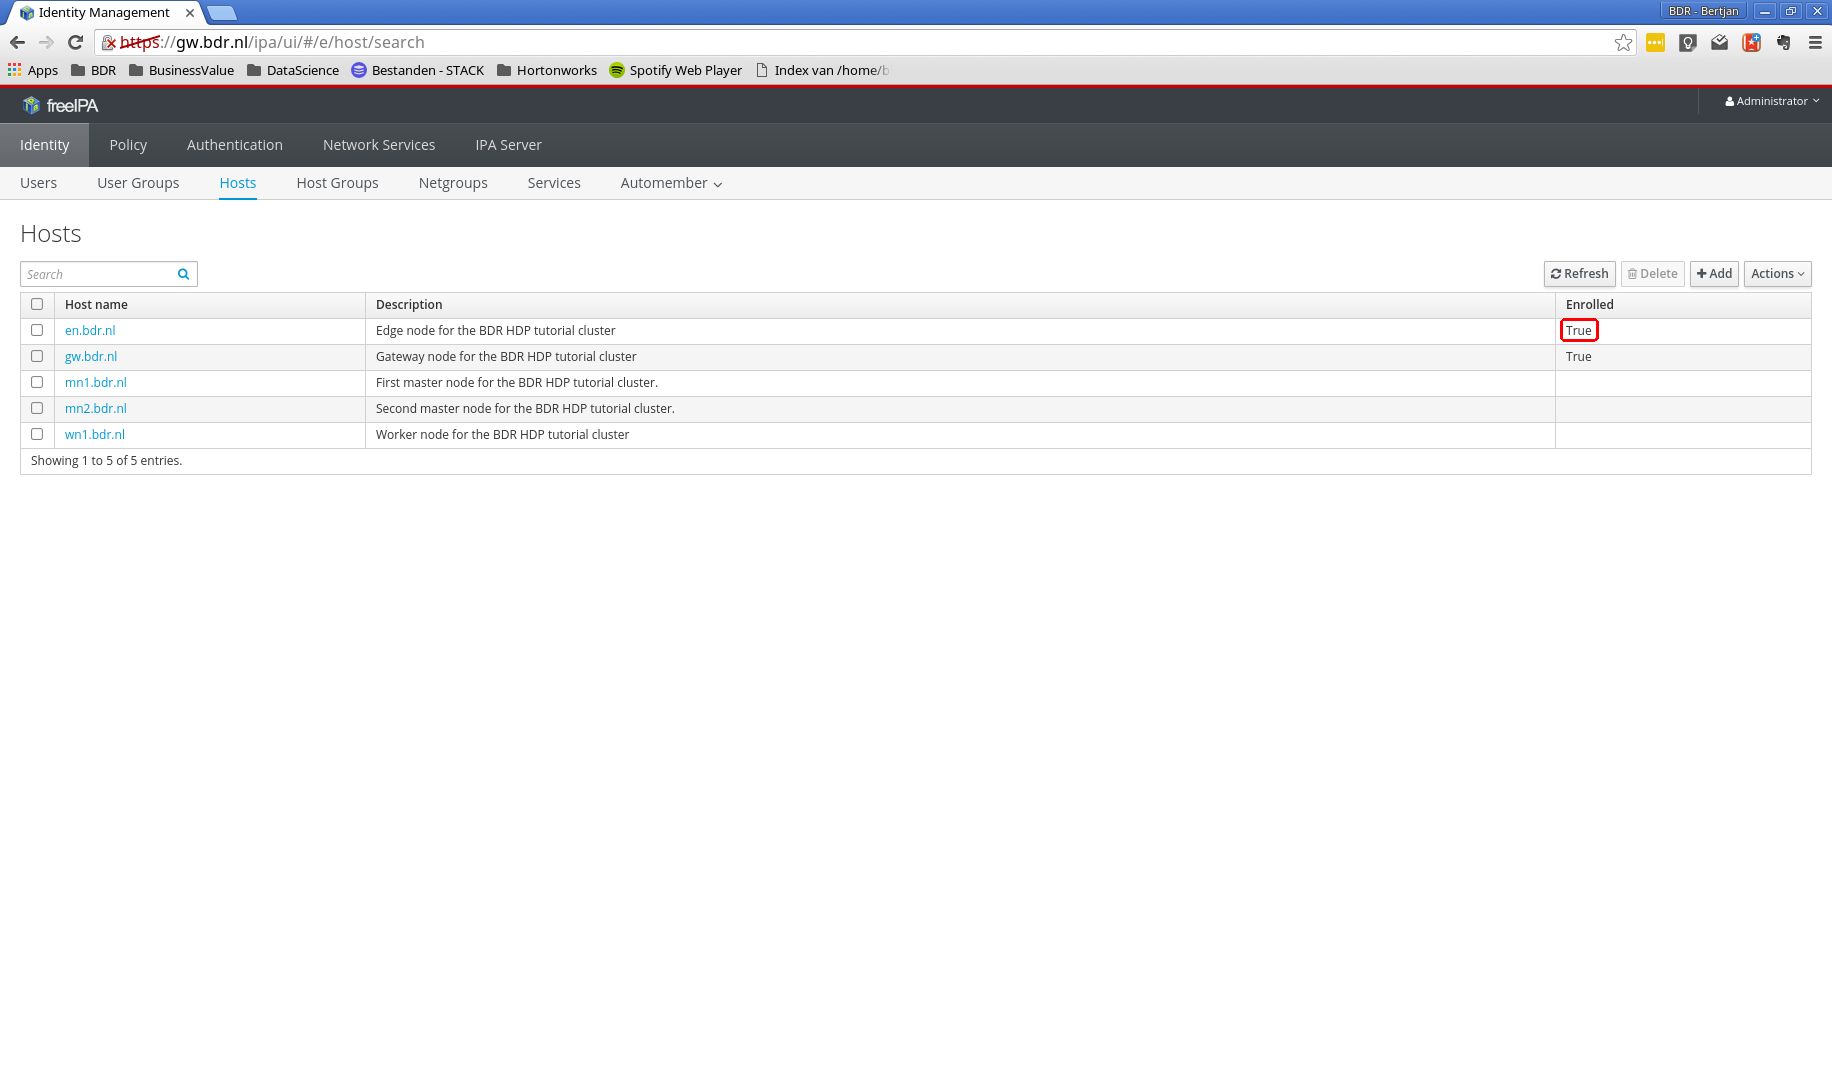 Identity Management
BDR - Bertjan
https://gw.bdr.nl/ipa/ui/#/e/host/search
Apps BDR BusinessValue DataScience Bestanden - STACK Hortonworks Spotify Web Player Index van /home/b
freeIPA Administrator
Identity Policy Authentication Network Services IPA Server
Users User Groups Hosts Host Groups Netgroups Services Automember
Hosts
Search Refresh Delete Add Actions
Host name Description Enrolled
en.bdr.nl Edge node for the BDR HDP tutorial cluster True
gw.bdr.nl Gateway node for the BDR HDP tutorial cluster True
mn1.bdr.nl First master node for the BDR HDP tutorial cluster.
mn2.bdr.nl Second master node for the BDR HDP tutorial cluster.
wn1.bdr.nl Worker node for the BDR HDP tutorial cluster
Showing 1 to 5 of 5 entries.